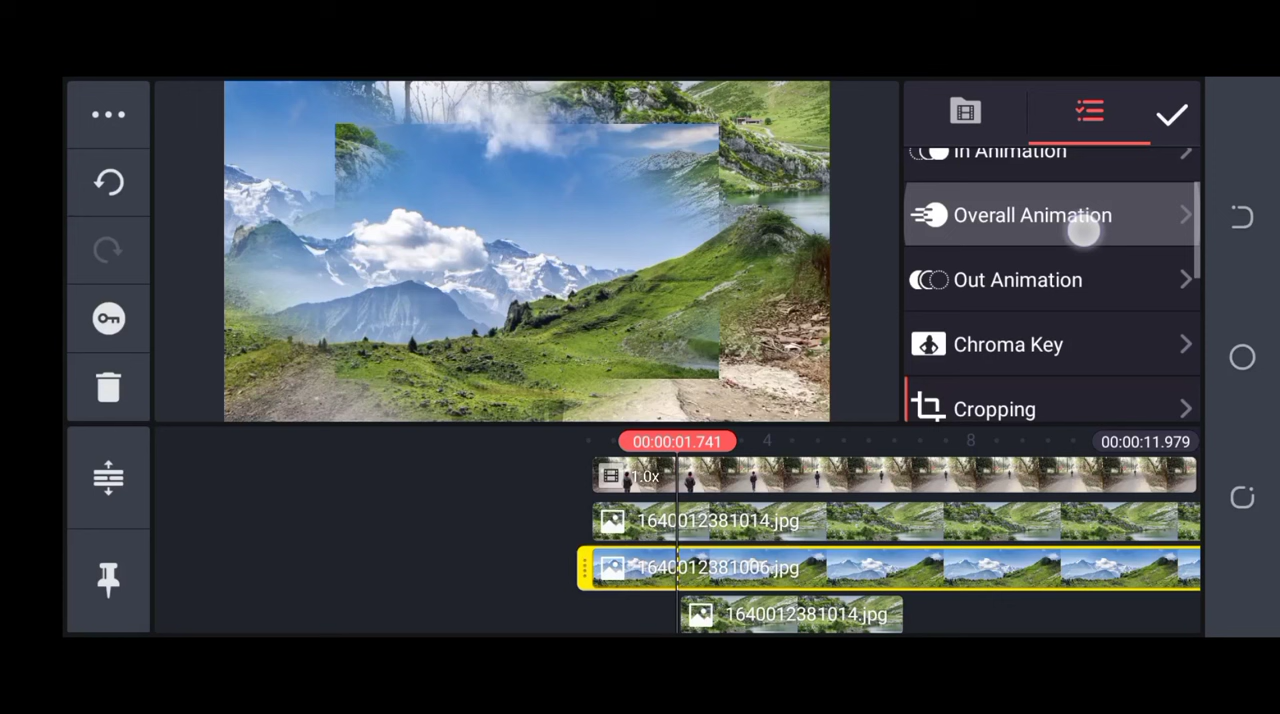 In Animation
Overall Animation
Out Animation
Chroma Key
Cropping
00:00:01.741
4
8
00:00:11.979
1.0x
1640012381014.jpg
1640012381006.jpg
1640012381014.jpg